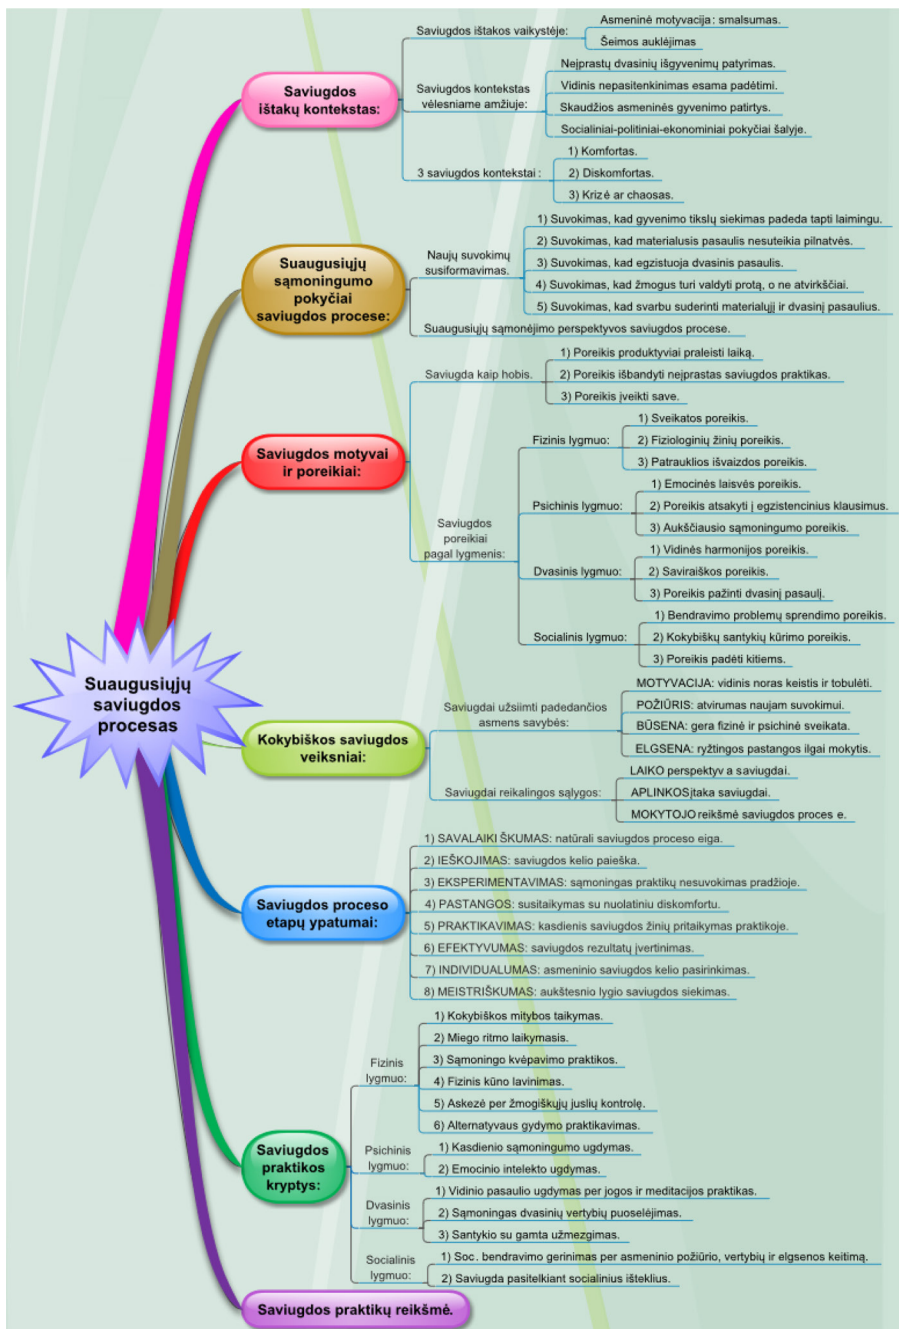 Saviugdos
ištakų kontekstas:
Saviugdos ištakos vaikystėje:
Asmeninė motyvacija: smalsumas.
Šeimos auklėjimas
Saviugdos kontekstas
vėlesniame amžiuje:
Neįprastų dvasinių išgyvenimų patyrimas.
Vidinis nepasitenkinimas esama padėtimi.
Skaudžios asmeninės gyvenimo patirtys.
Socialiniai-politiniai-ekonominiai pokyčiai šalyje.
3 saviugdos kontekstai :
1) Komfortas.
2) Diskomfortas.
3) Krizė ar chaosas.
Suaugusiųjų
sąmoningumo
pokyčiai
saviugdos procese:
Naujų suvokimų
susiformavimas.
1) Suvokimas, kad gyvenimo tikslų siekimas padeda tapti laimingu.
2) Suvokimas, kad materialusis pasaulis nesuteikia pilnatvės.
3) Suvokimas, kad egzistuoja dvasinis pasaulis.
4) Suvokimas, kad žmogus turi valdyti protą, o ne atvirkščiai.
5) Suvokimas, kad svarbu suderinti materialųjį ir dvasinį pasaulius.
Suaugusiųjų sąmonėjimo perspektyvos saviugdos procese.
Saviugdos motyvai
ir poreikiai:
Saviugda kaip hobis.
1) Poreikis produktyviai praleisti laiką.
2) Poreikis išbandyti neįprastas saviugdos praktikas.
3) Poreikis įveikti save.
Saviugdos
poreikiai
pagal lygmenis:
Fizinis lygmuo:
1) Sveikatos poreikis.
2) Fiziologinių žinių poreikis.
3) Patrauklios išvaizdos poreikis.
Psichinis lygmuo:
1) Emocinės laisvės poreikis.
2) Poreikis atsakyti į egzistencinius klausimus.
3) Aukščiausio sąmoningumo poreikis.
Dvasinis lygmuo:
1) Vidinės harmonijos poreikis.
2) Saviraiškos poreikis.
3) Poreikis pažinti dvasinį pasaulį.
Socialinis lygmuo:
1) Bendravimo problemų sprendimo poreikis.
2) Kokybiškų santykių kūrimo poreikis.
3) Poreikis padėti kitiems.
Suaugusiųjų
saviugdos
procesas
Kokybiškos saviugdos
veiksniai:
Saviugdai užsiimti padedančios
asmens savybės:
MOTYVACIJA: vidinis noras keistis ir tobulėti.
POŽIŪRIS: atvirumas naujam suvokimui.
BŪSENA: gera fizinė ir psichinė sveikata.
ELGSENA: ryžtingos pastangos ilgai mokytis.
Saviugdai reikalingos sąlygos:
LAIKO perspektyv a saviugdai.
APLINKOSįtaka saviugdai.
MOKYTOJO reikšmė saviugdos proces e.
Saviugdos proceso
etapų ypatumai:
1) SAVALAIKI ŠKUMAS: natūrali saviugdos proceso eiga.
2) IEŠKOJIMAS: saviugdos kelio paieška.
3) EKSPERIMENTAVIMAS: sąmoningas praktikų nesuvokimas pradžioje.
4) PASTANGOS: susitaikymas su nuolatiniu diskomfortu.
5) PRAKTIKAVIMAS: kasdienis saviugdos žinių pritaikymas praktikoje.
6) EFEKTYVUMAS: saviugdos rezultatų įvertinimas.
7) INDIVIDUALUMAS: asmeninio saviugdos kelio pasirinkimas.
8) MEISTRIŠKUMAS: aukštesnio lygio saviugdos siekimas.
Saviugdos
praktikos
kryptys:
Fizinis
lygmuo:
1) Kokybiškos mitybos taikymas.
2) Miego ritmo laikymasis.
3) Sąmoningo kvėpavimo praktikos.
4) Fizinis kūno lavinimas.
5) Askezė per žmogiškųjų juslių kontrolę.
6) Alternatyvaus gydymo praktikavimas.
Psichinis
lygmuo:
1) Kasdienio sąmoningumo ugdymas.
2) Emocinio intelekto ugdymas.
Dvasinis
lygmuo:
1) Vidinio pasaulio ugdymas per jogos ir meditacijos praktikas.
2) Sąmoningas dvasinių vertybių puoselėjimas.
3) Santykio su gamta užmezgimas.
Socialinis
lygmuo:
1) Soc. bendravimo gerinimas per asmeninio požiūrio, vertybių ir elgsenos keitimą.
2) Saviugda pasitelkiant socialinius išteklius.
Saviugdos praktikų reikšmė.